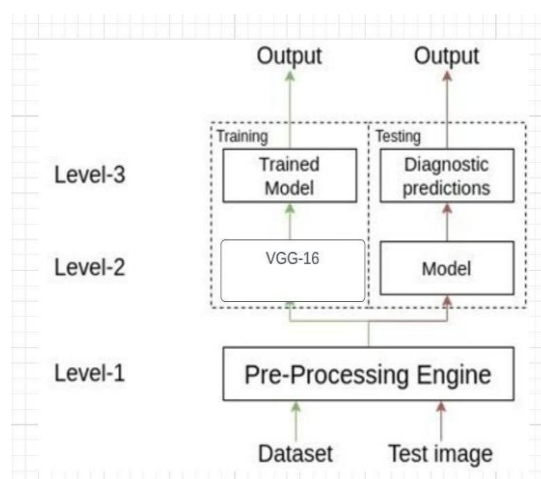 Output Output
Training Testing
Level-3
Trained
Model
Diagnostic
predictions
Level-2
VGG-16
Model
Level-1
Pre-Processing Engine
Dataset Test image